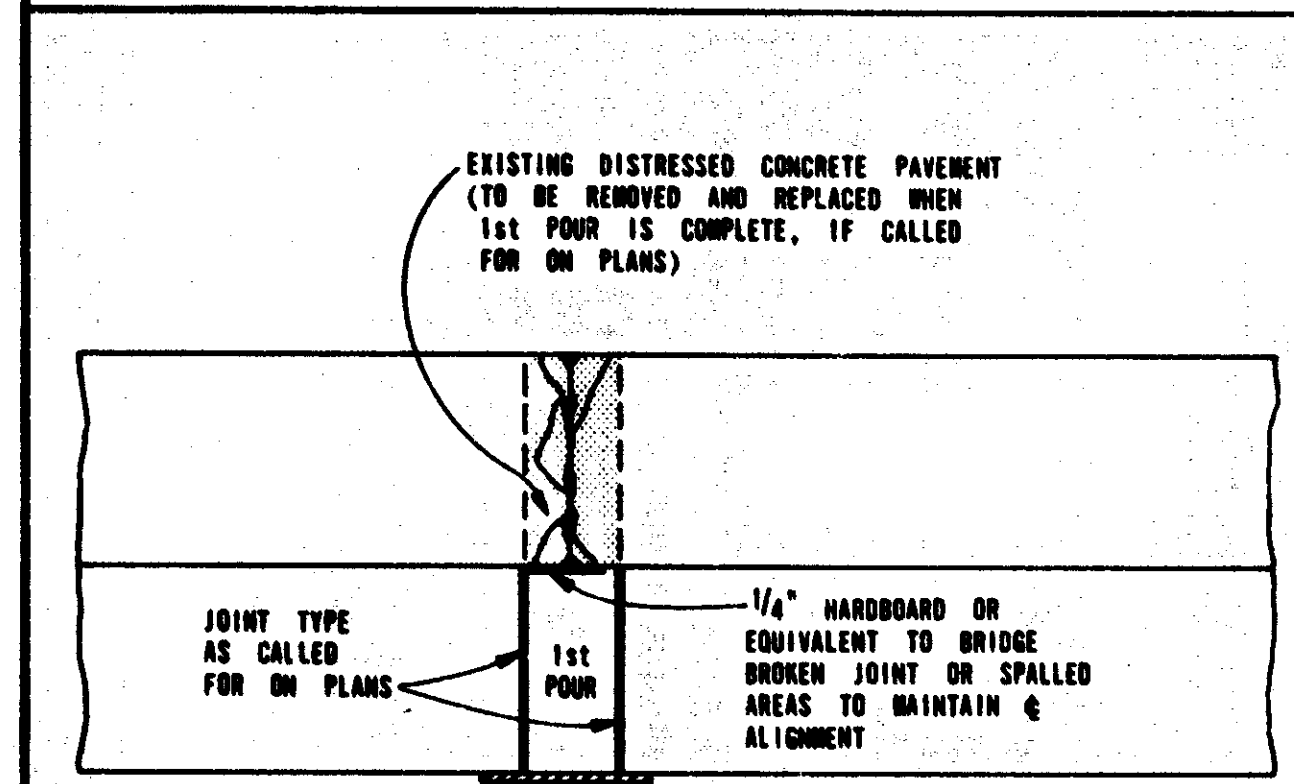 EXISTING DISTRESSED CONCRETE PAVEMENT
(TO BE REMOVED AND REPLACED WHEN
1st POUR IS COMPLETE, IF CALLED
FOR ON PLANS)
JOINT TYPE
AS CALLED
FOR ON PLANS
1st
POUR
1/4" HARDBOARD OR
EQUIVALENT TO BRIDGE
BROKEN JOINT OR SPALLED
AREAS TO MAINTAIN ℄
ALIGNMENT